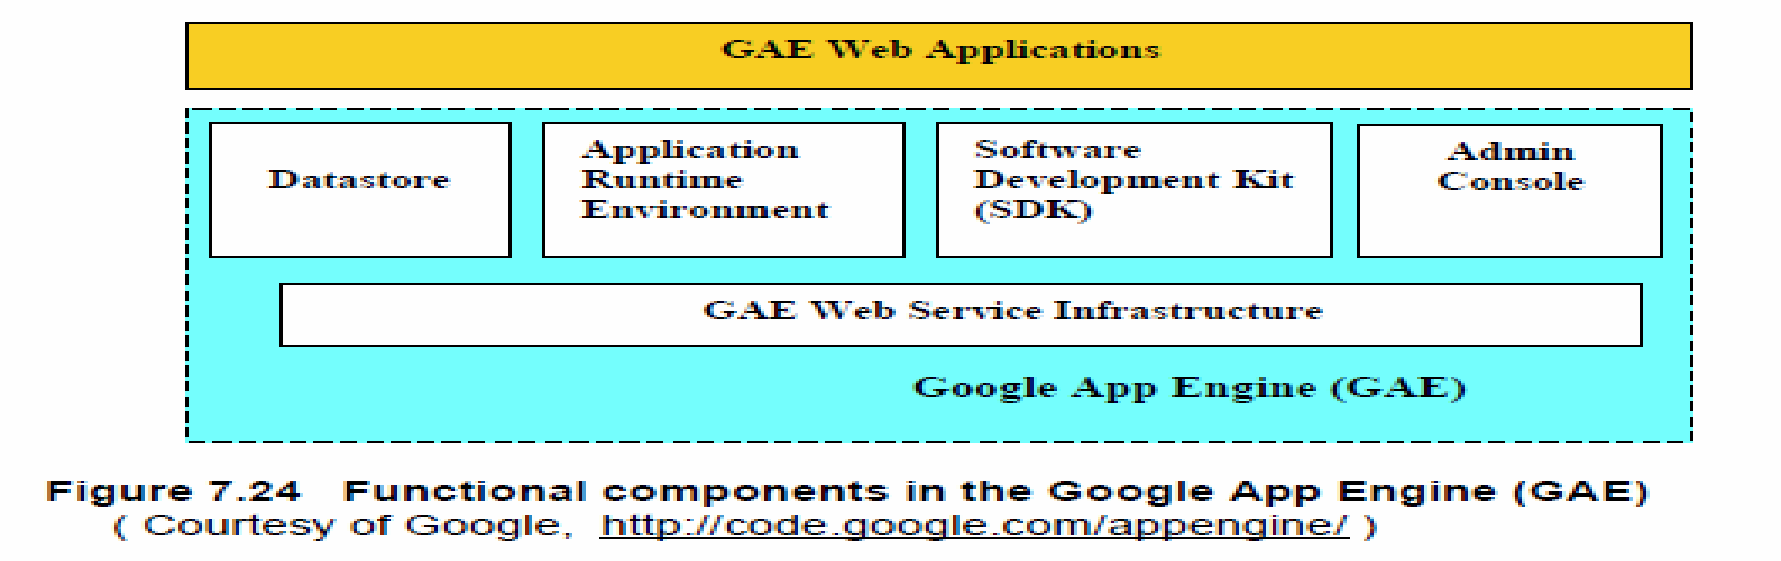 GAE Web Applications
Datastore
Application
Runtime
Environment
Software
Development Kit
(SDK)
Admin
Console
GAE Web Service Infrastructure
Google App Engine (GAE)
Figure 7.24 Functional components in the Google App Engine (GAE)
( Courtesy of Google, http://code.google.com/appengine/ )